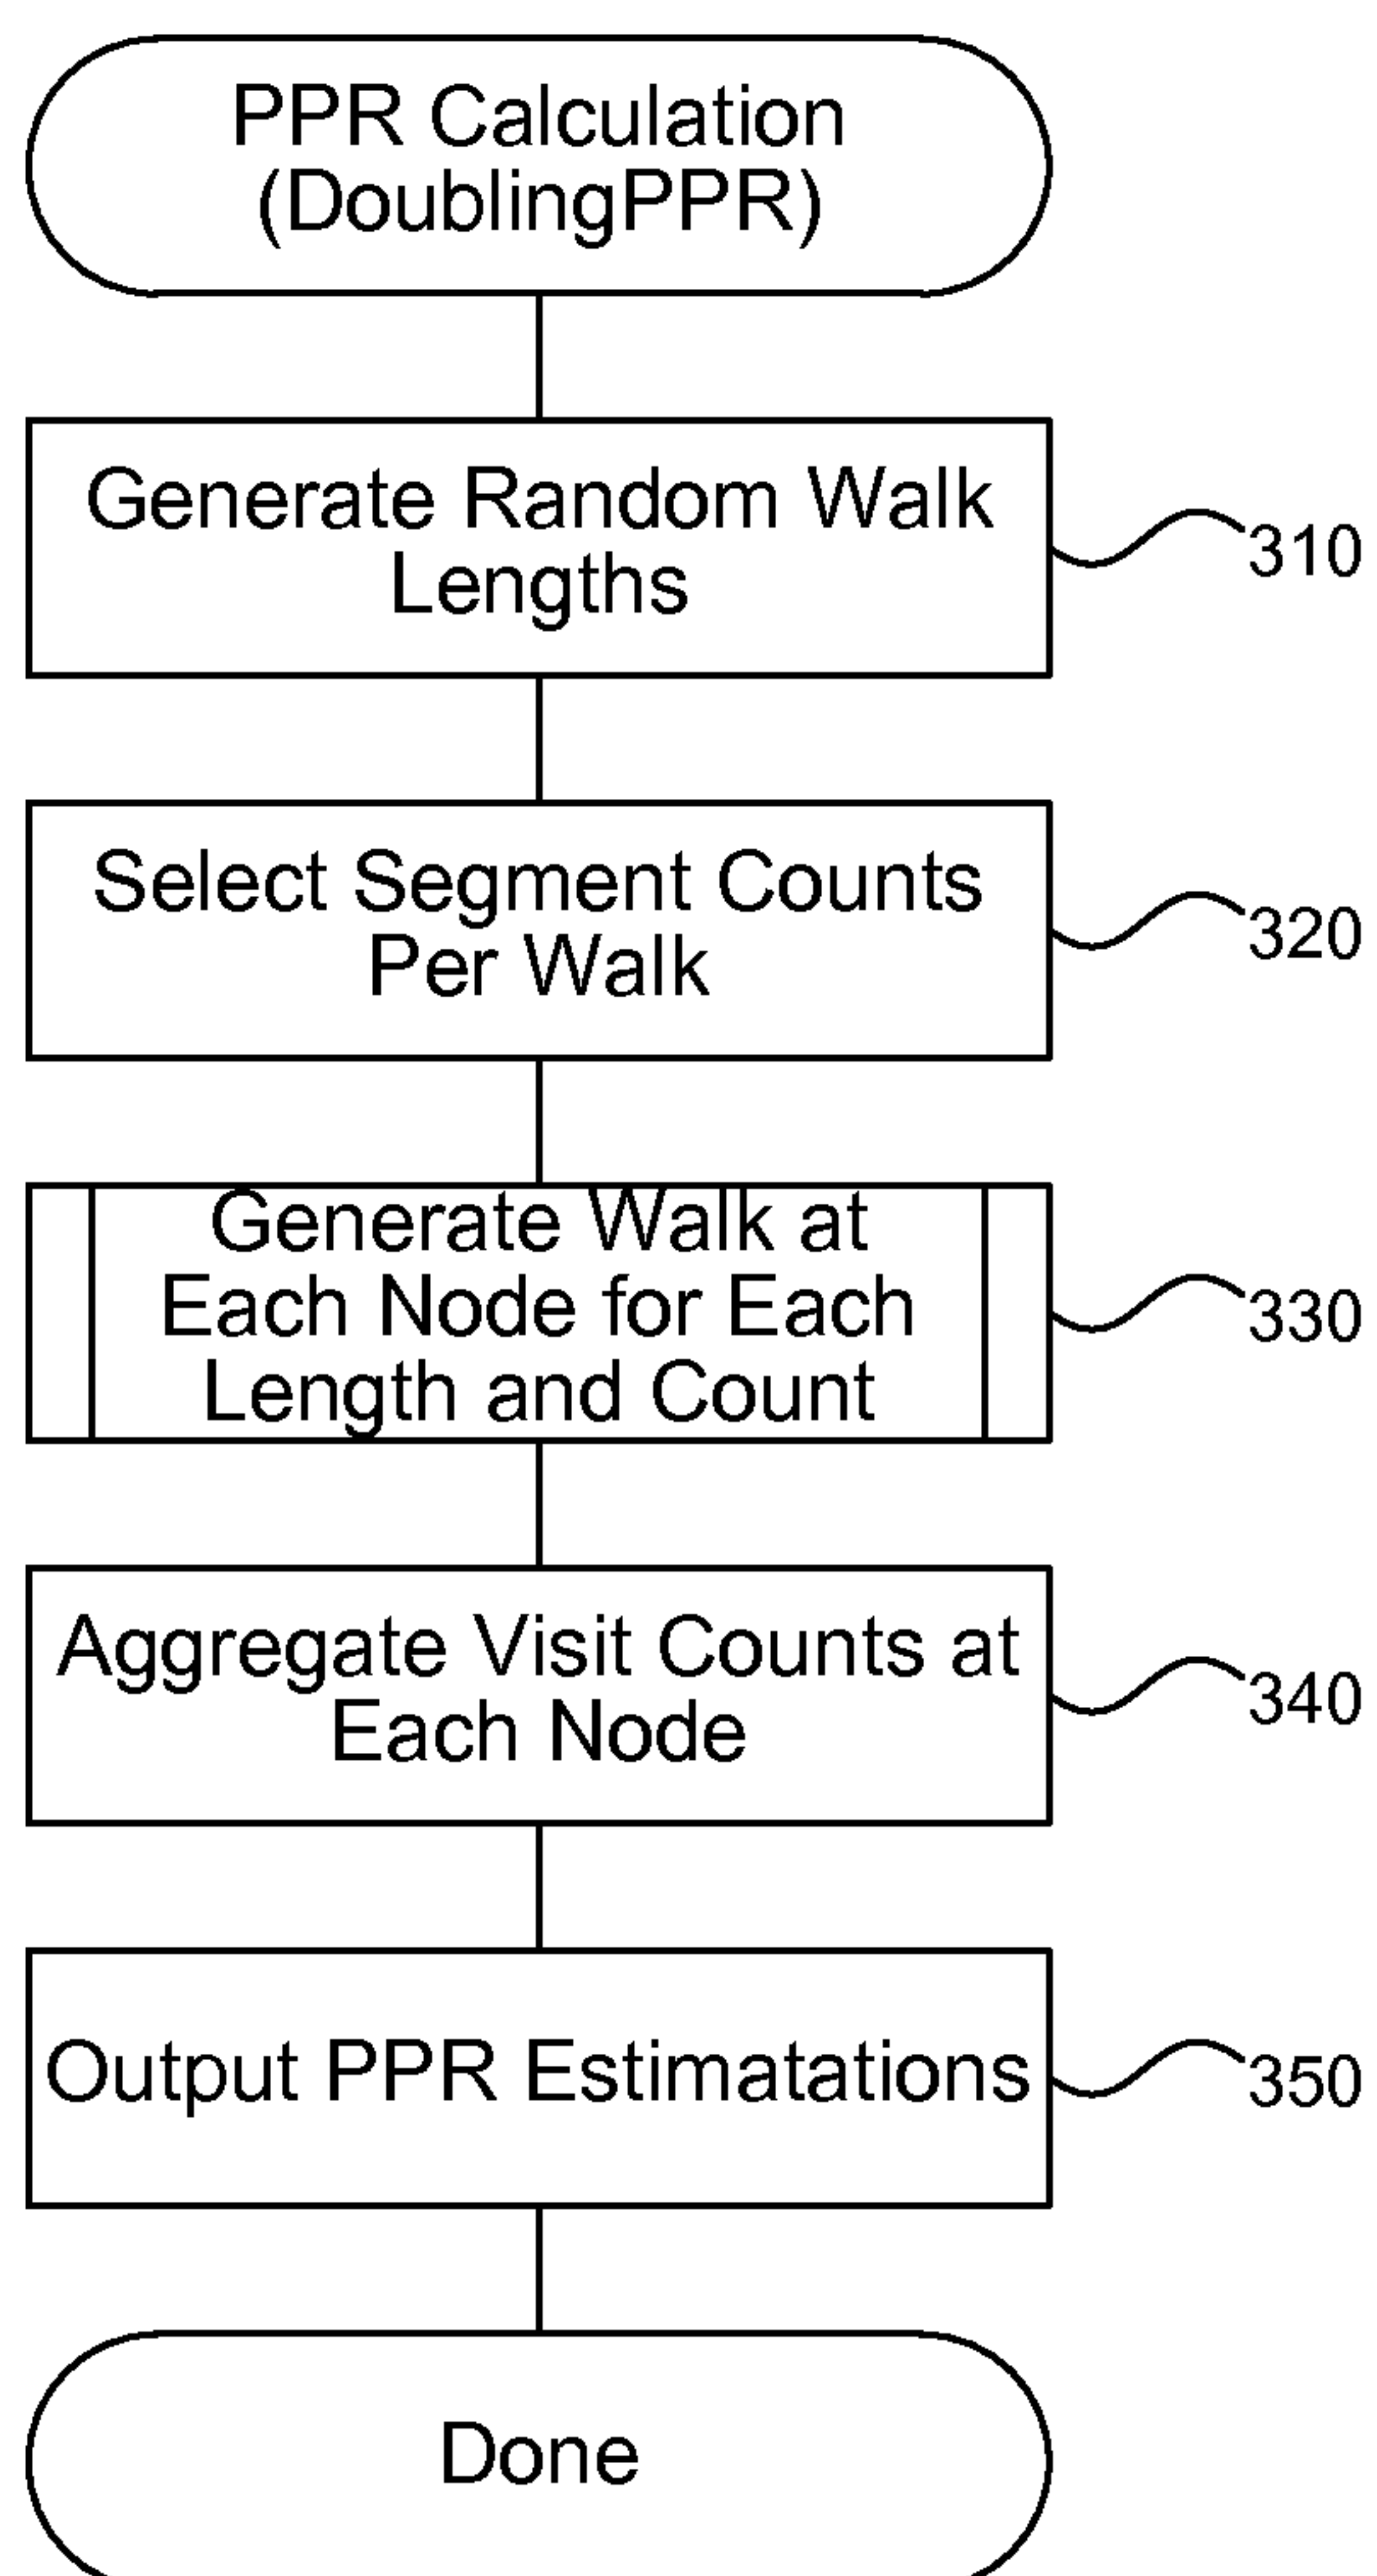 PPR Calculation
(DoublingPPR)
Generate Random Walk
Lengths
310
Select Segment Counts
Per Walk
320
Generate Walk at
Each Node for Each
Length and Count
330
Aggregate Visit Counts at
Each Node
340
Output PPR Estimatations
350
Done